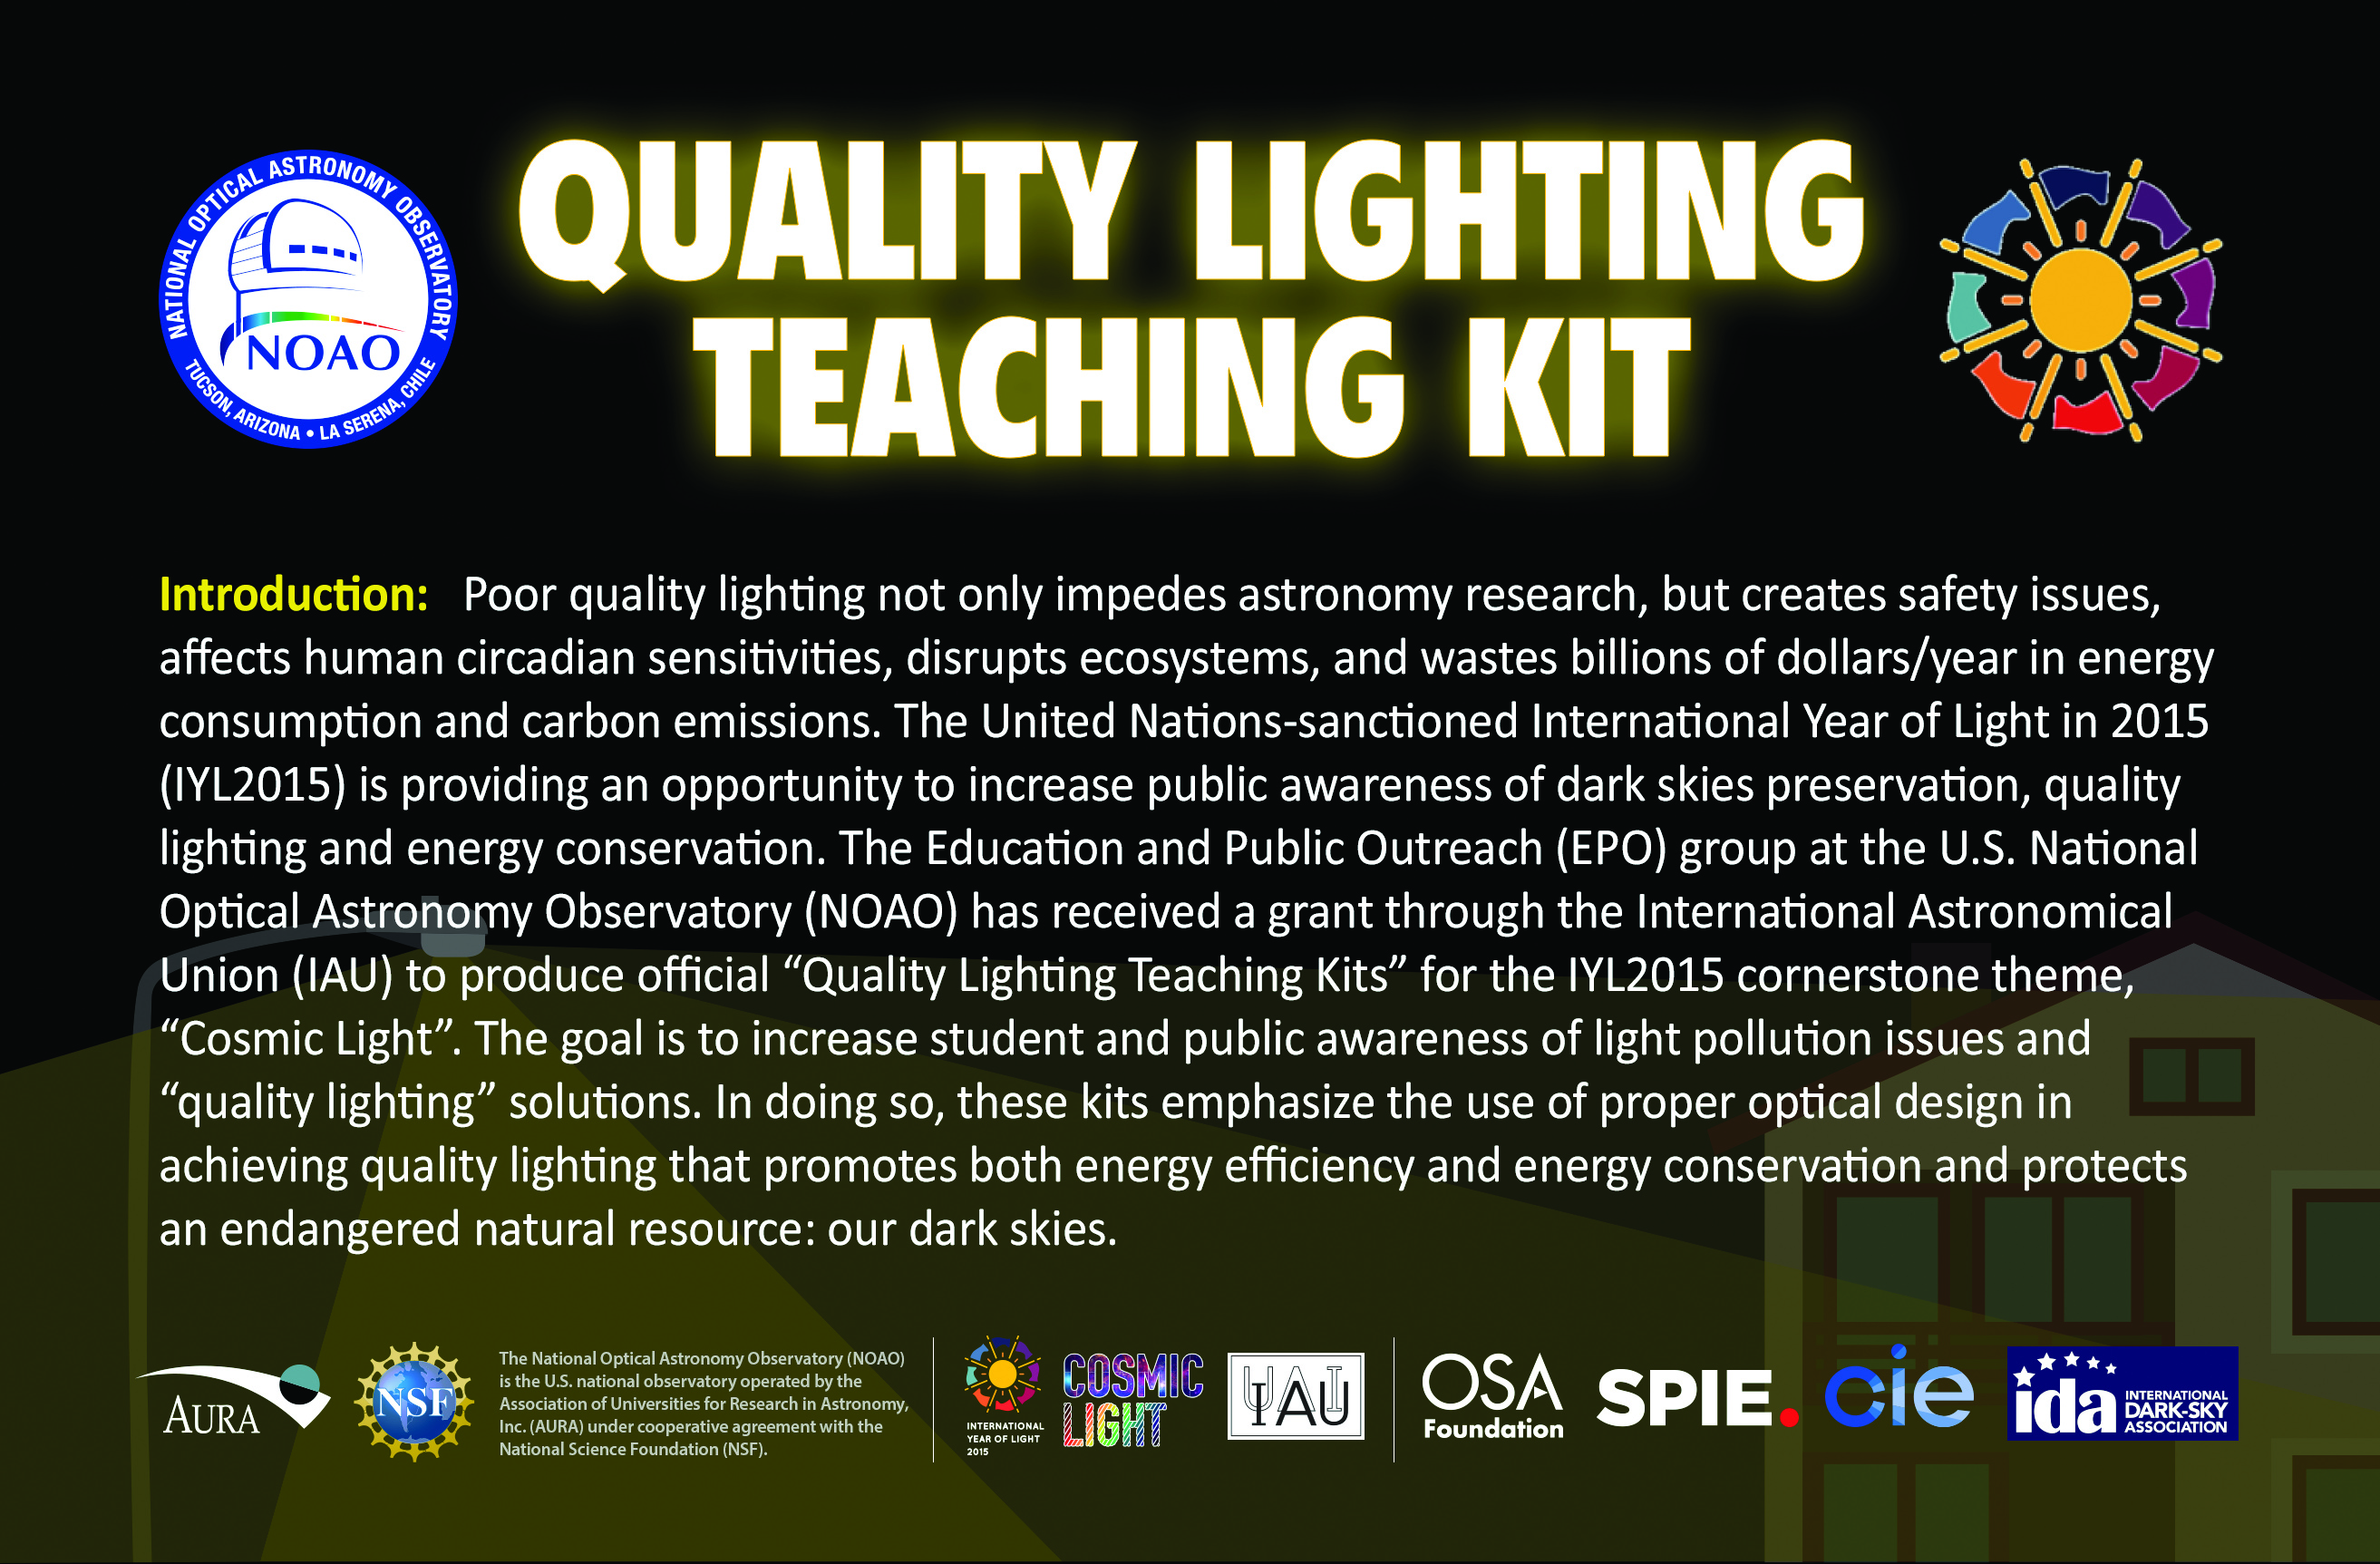 NATIONAL OPTICAL ASTRONOMY OBSERVATORY
NOAO
TUCSON, ARIZONA • LA SERENA, CHILE
QUALITY LIGHTING
TEACHING KIT
Introduction: Poor quality lighting not only impedes astronomy research, but creates safety issues,
affects human circadian sensitivities, disrupts ecosystems, and wastes billions of dollars/year in energy
consumption and carbon emissions. The United Nations-sanctioned International Year of Light in 2015
(IYL2015) is providing an opportunity to increase public awareness of dark skies preservation, quality
lighting and energy conservation. The Education and Public Outreach (EPO) group at the U.S. National
Optical Astronomy Observatory (NOAO) has received a grant through the International Astronomical
Union (IAU) to produce official “Quality Lighting Teaching Kits” for the IYL2015 cornerstone theme,
“Cosmic Light”. The goal is to increase student and public awareness of light pollution issues and
“quality lighting” solutions. In doing so, these kits emphasize the use of proper optical design in
achieving quality lighting that promotes both energy efficiency and energy conservation and protects
an endangered natural resource: our dark skies.
AURA
NSF
The National Optical Astronomy Observatory (NOAO)
is the U.S. national observatory operated by the
Association of Universities for Research in Astronomy,
Inc. (AURA) under cooperative agreement with the
National Science Foundation (NSF).
INTERNATIONAL
YEAR OF LIGHT
2015
COSMIC
LIGHT
IAU
OSA
Foundation
SPIE.
cie
ida
INTERNATIONAL
DARK-SKY
ASSOCIATION